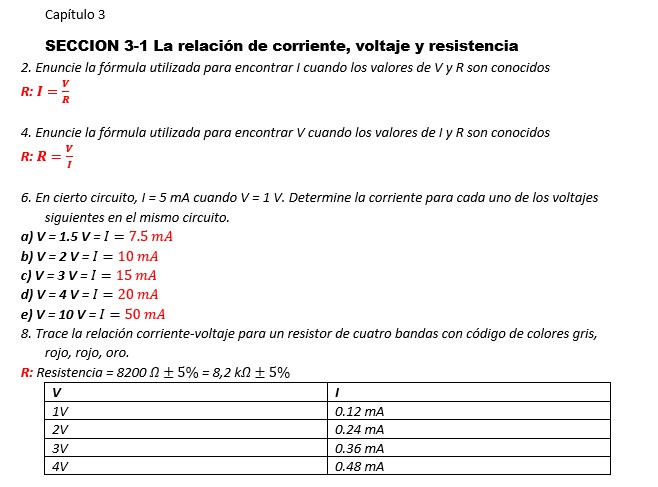 Capítulo 3
SECCION 3-1 La relación de corriente, voltaje y resistencia
2. Enuncie la fórmula utilizada para encontrar I cuando los valores de V y R son conocidos
R: I = V/R
4. Enuncie la fórmula utilizada para encontrar V cuando los valores de I y R son conocidos
R: R = V/I
6. En cierto circuito, I = 5 mA cuando V = 1 V. Determine la corriente para cada uno de los voltajes
siguientes en el mismo circuito.
a) V = 1.5 V = I = 7.5 mA
b) V = 2 V = I = 10 mA
c) V = 3 V = I = 15 mA
d) V = 4 V = I = 20 mA
e) V = 10 V = I = 50 mA
8. Trace la relación corriente-voltaje para un resistor de cuatro bandas con código de colores gris,
rojo, rojo, oro.
R: Resistencia = 8200 Ω ± 5% = 8,2 kΩ ± 5%
V I
1V 0.12 mA
2V 0.24 mA
3V 0.36 mA
4V 0.48 mA